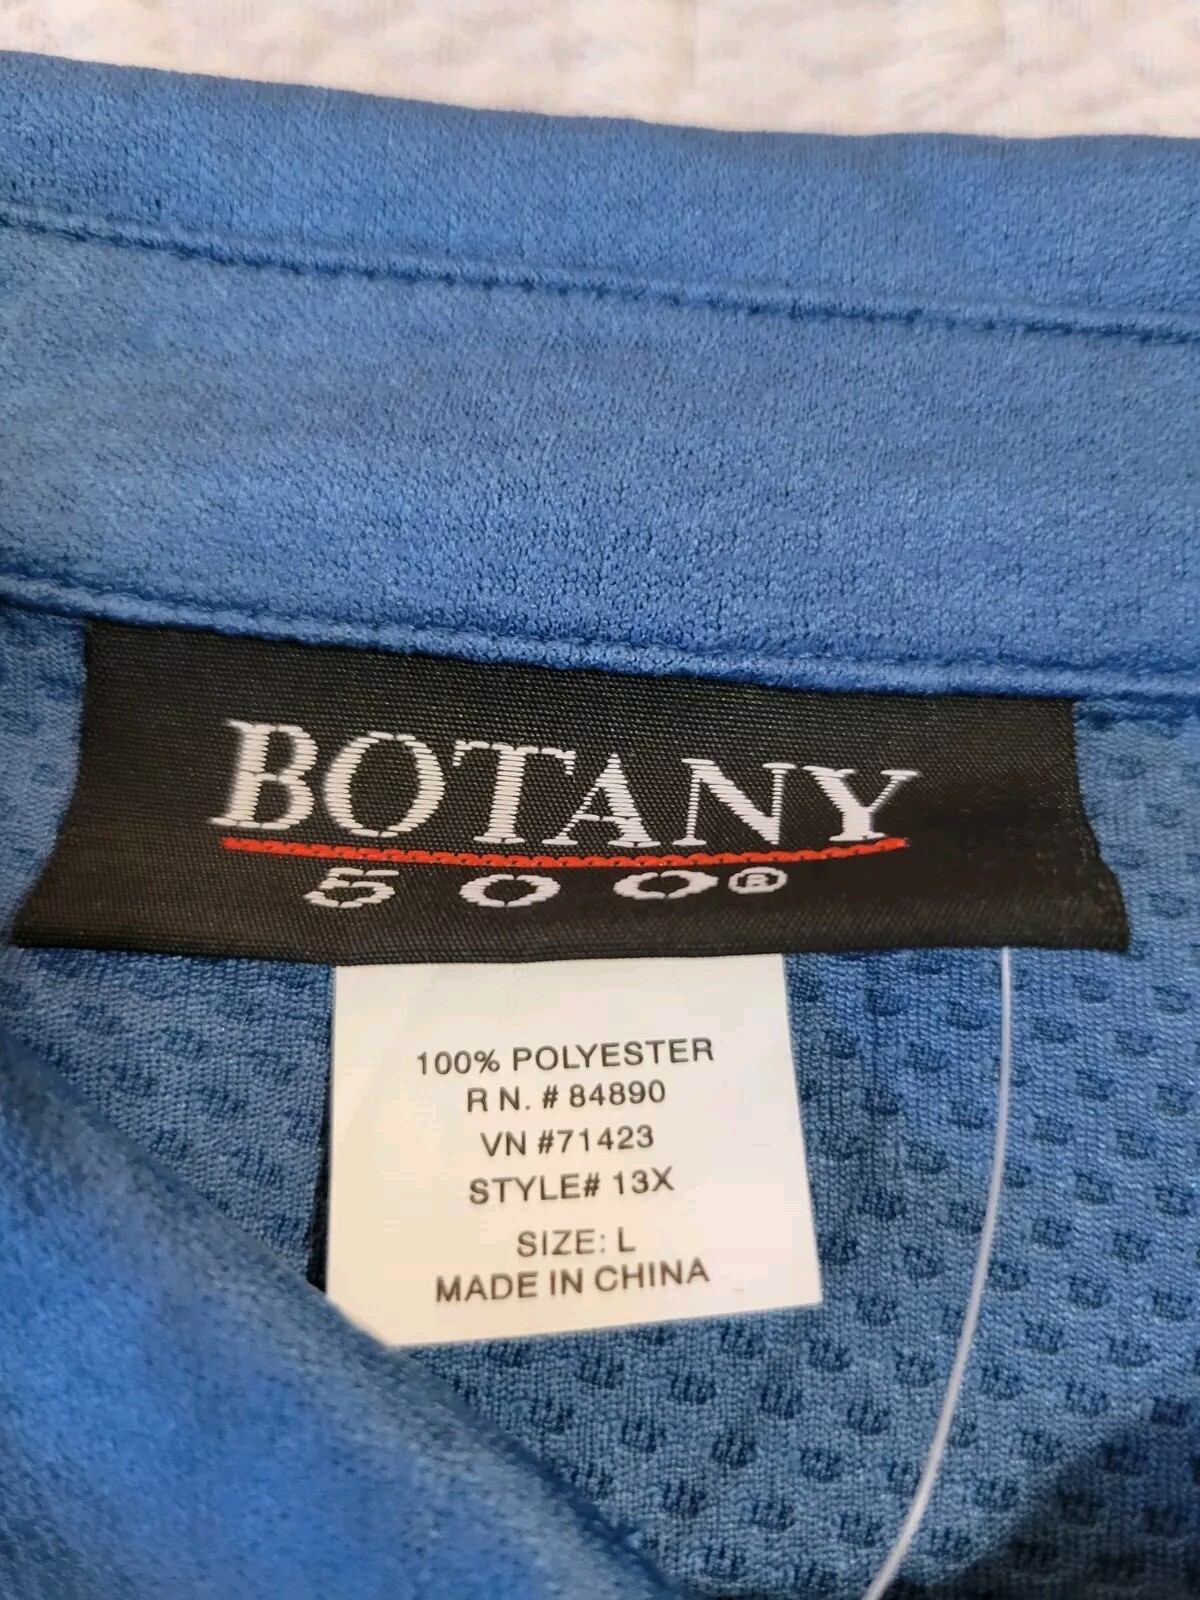 BOTANY
500®
100% POLYESTER
R N. # 84890
VN #71423
STYLE# 13X
SIZE: L
MADE IN CHINA